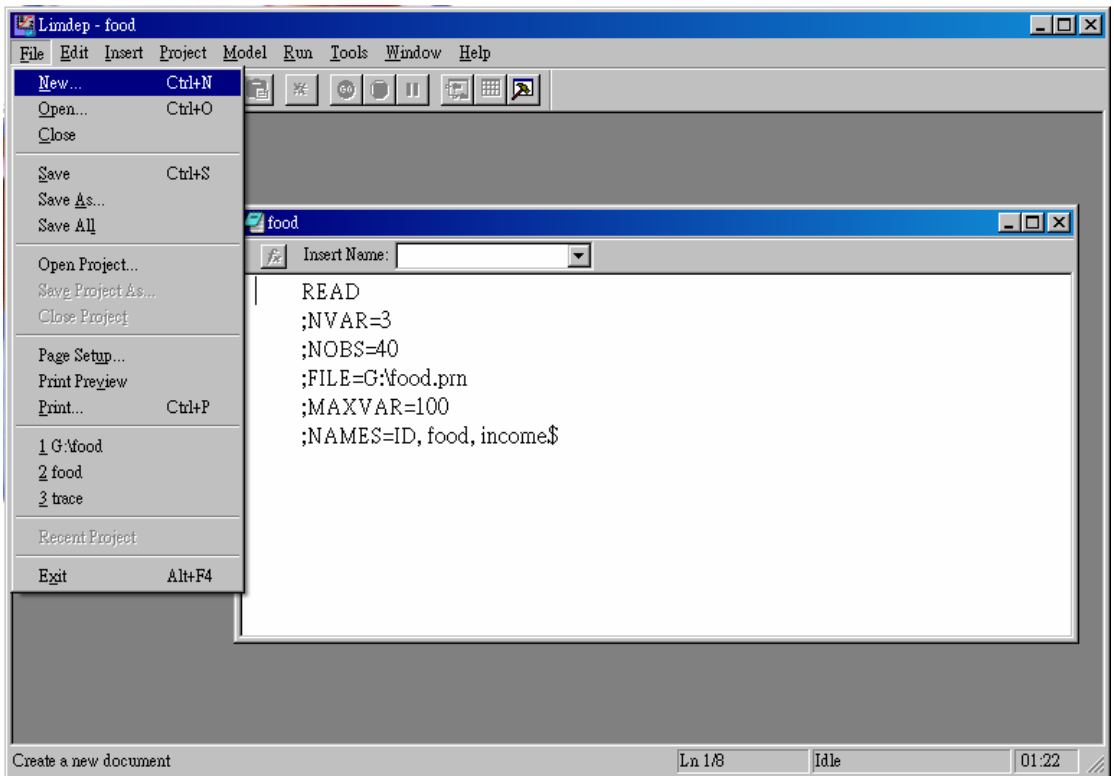 Limdep - food
File Edit Insert Project Model Run Tools Window Help
New... Ctrl+N
Open... Ctrl+O
Close
Save Ctrl+S
Save As...
Save All
Open Project...
Save Project As...
Close Project
Page Setup...
Print Preview
Print... Ctrl+P
1 G:\food
2 food
3 trace
Recent Project
Exit Alt+F4
GO
food
fx Insert Name:
READ
;NVAR=3
;NOBS=40
;FILE=G:\food.prn
;MAXVAR=100
;NAMES=ID, food, income.$
Create a new document Ln 1/8 Idle 01:22